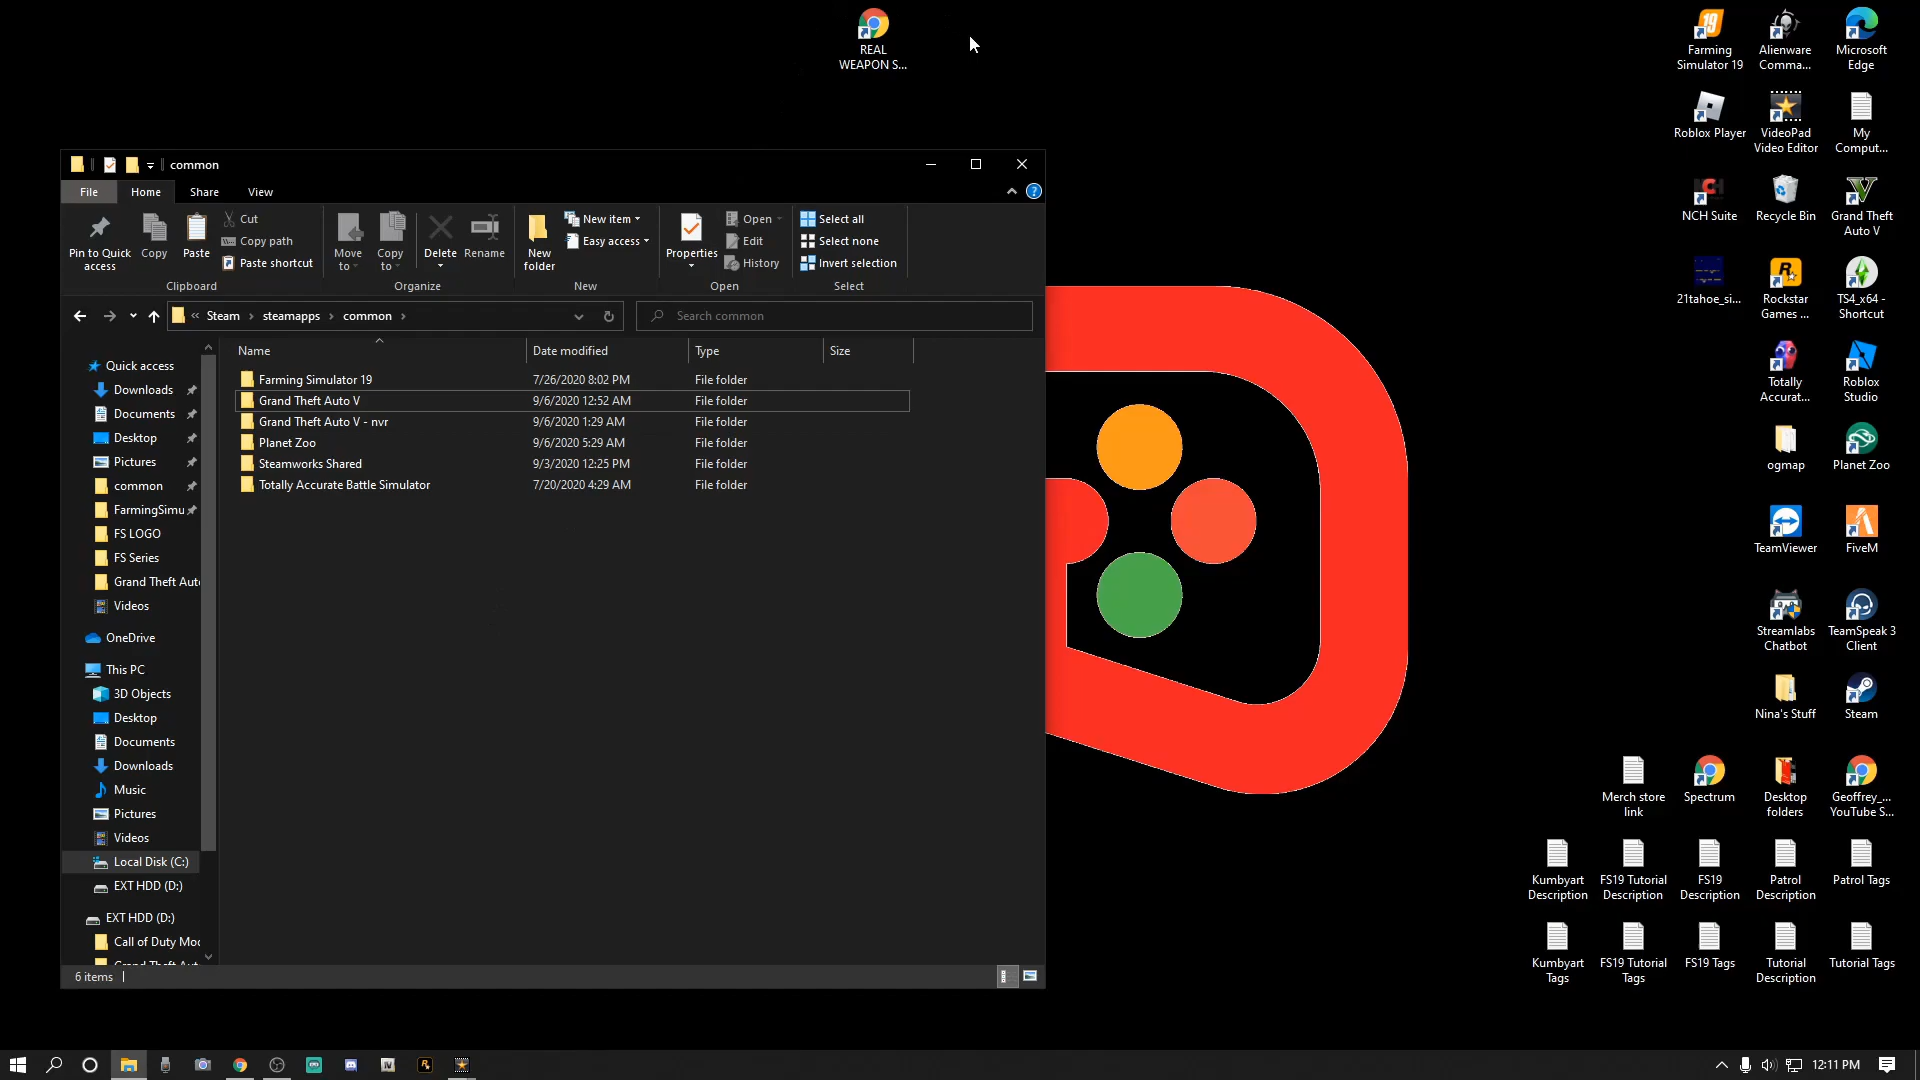 REAL
WEAPON S...
Farming
Simulator 19
Alienware
Comma...
Microsoft
Edge
Roblox Player
VideoPad
Video Editor
My
Comput...
NCH Suite
Recycle Bin
Grand Theft
Auto V
21tahoe_si...
Rockstar
Games ...
TS4_x64 -
Shortcut
Totally
Accurat...
Roblox
Studio
ogmap
Planet Zoo
TeamViewer
FiveM
Streamlabs
Chatbot
TeamSpeak 3
Client
Nina's Stuff
Steam
Merch store
link
Spectrum
Desktop
folders
Geoffrey_...
YouTube S...
Kumbyart
Description
FS19 Tutorial
Description
FS19
Description
Patrol
Description
Patrol Tags
Kumbyart
Tags
FS19 Tutorial
Tags
FS19 Tags
Tutorial
Description
Tutorial Tags
common
File Home Share View
Pin to Quick
access
Copy
Paste
Cut
Copy path
Paste shortcut
Clipboard
Move
to
Copy
to
Delete
Rename
Organize
New
folder
New item
Easy access
New
Properties
Open
Edit
History
Open
Select all
Select none
Invert selection
Select
« Steam > steamapps > common >
Search common
Name Date modified Type Size
Farming Simulator 19 7/26/2020 8:02 PM File folder
Grand Theft Auto V 9/6/2020 12:52 AM File folder
Grand Theft Auto V - nvr 9/6/2020 1:29 AM File folder
Planet Zoo 9/6/2020 5:29 AM File folder
Steamworks Shared 9/3/2020 12:25 PM File folder
Totally Accurate Battle Simulator 7/20/2020 4:29 AM File folder
Quick access
Downloads
Documents
Desktop
Pictures
common
FarmingSimu
FS LOGO
FS Series
Grand Theft Auto
Videos
OneDrive
This PC
3D Objects
Desktop
Documents
Downloads
Music
Pictures
Videos
Local Disk (C:)
EXT HDD (D:)
EXT HDD (D:)
Call of Duty Moc
6 items
12:11 PM